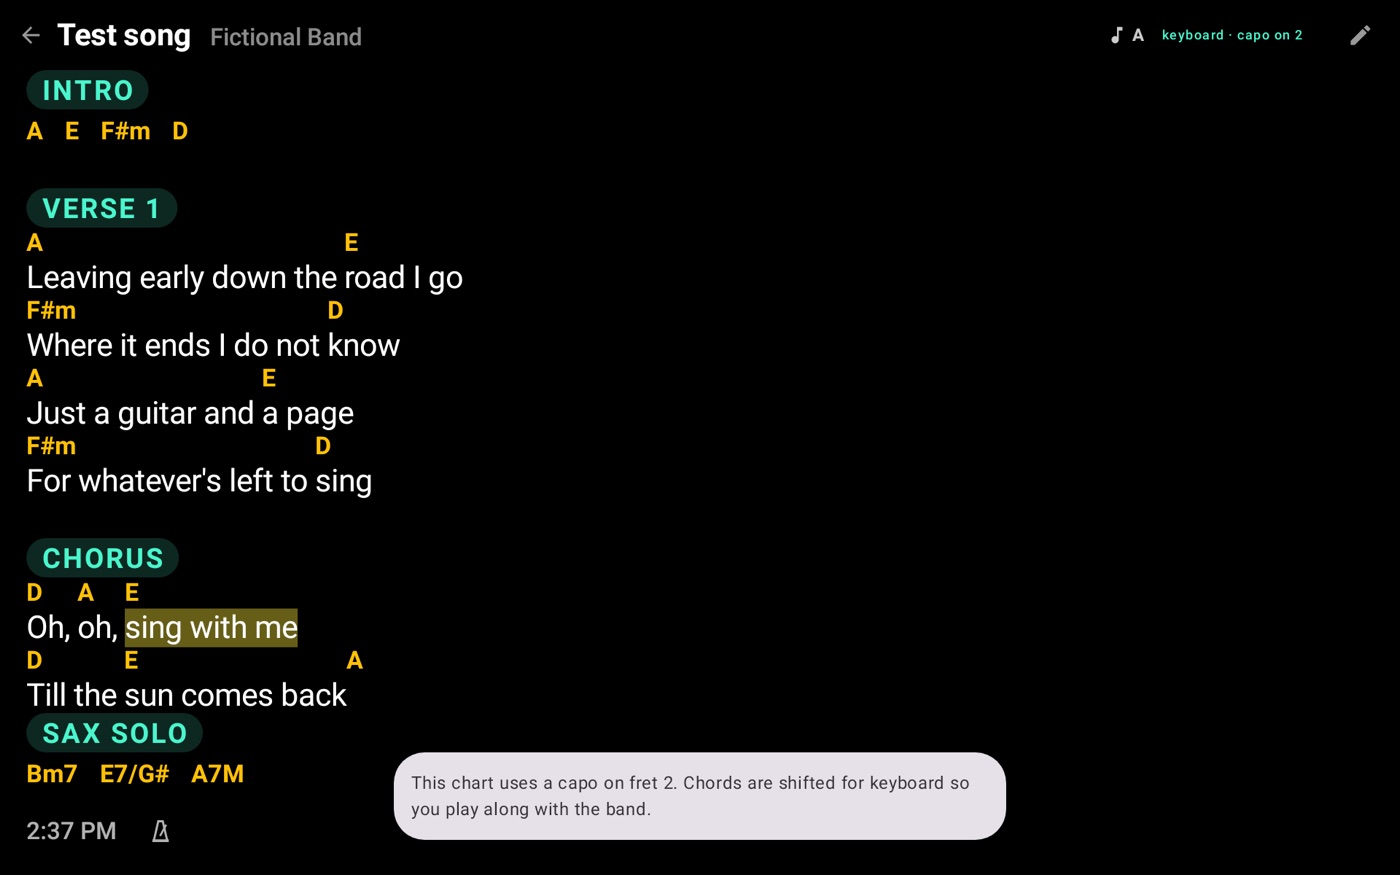 Test song Fictional Band A keyboard · capo on 2
INTRO
A E F#m D
VERSE 1
A E
Leaving early down the road I go
F#m D
Where it ends I do not know
A E
Just a guitar and a page
F#m D
For whatever's left to sing
CHORUS
D A E
Oh, oh, sing with me
D E A
Till the sun comes back
SAX SOLO
Bm7 E7/G# A7M
This chart uses a capo on fret 2. Chords are shifted for keyboard so
you play along with the band.
2:37 PM